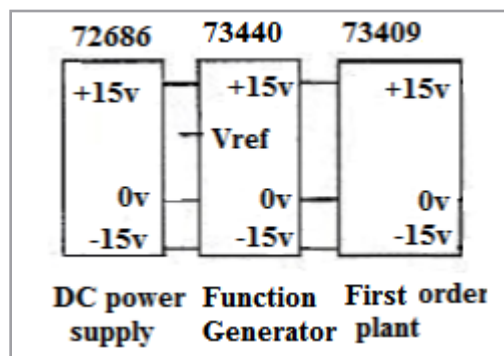 72686 73440 73409
+15v +15v +15v
Vref
0v 0v 0v
-15v -15v -15v
DC power Function First order
supply Generator plant